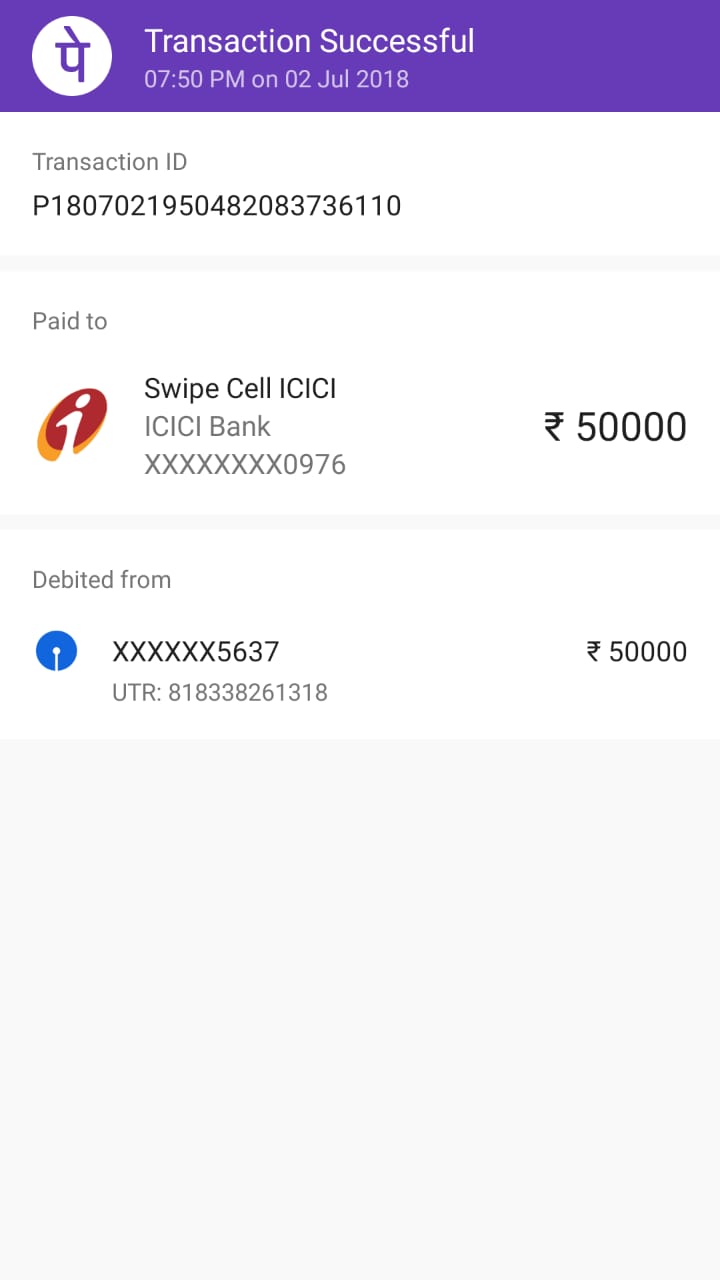 पे
Transaction Successful
07:50 PM on 02 Jul 2018
Transaction ID
P1807021950482083736110
Paid to
Swipe Cell ICICI
ICICI Bank
XXXXXXXX0976
₹ 50000
Debited from
XXXXXX5637
₹ 50000
UTR: 818338261318